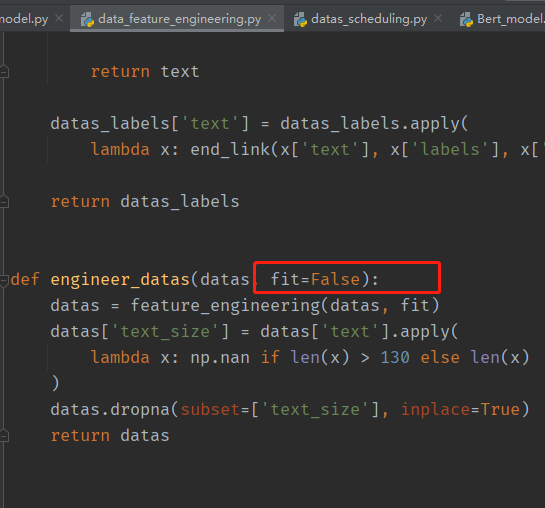 model.py × data_feature_engineering.py × datas_scheduling.py × Bert_model.
return text
datas_labels['text'] = datas_labels.apply(
lambda x: end_link(x['text'], x['labels'], x['
return datas_labels
def engineer_datas(datas, fit=False):
datas = feature_engineering(datas, fit)
datas['text_size'] = datas['text'].apply(
lambda x: np.nan if len(x) > 130 else len(x)
)
datas.dropna(subset=['text_size'], inplace=True)
return datas